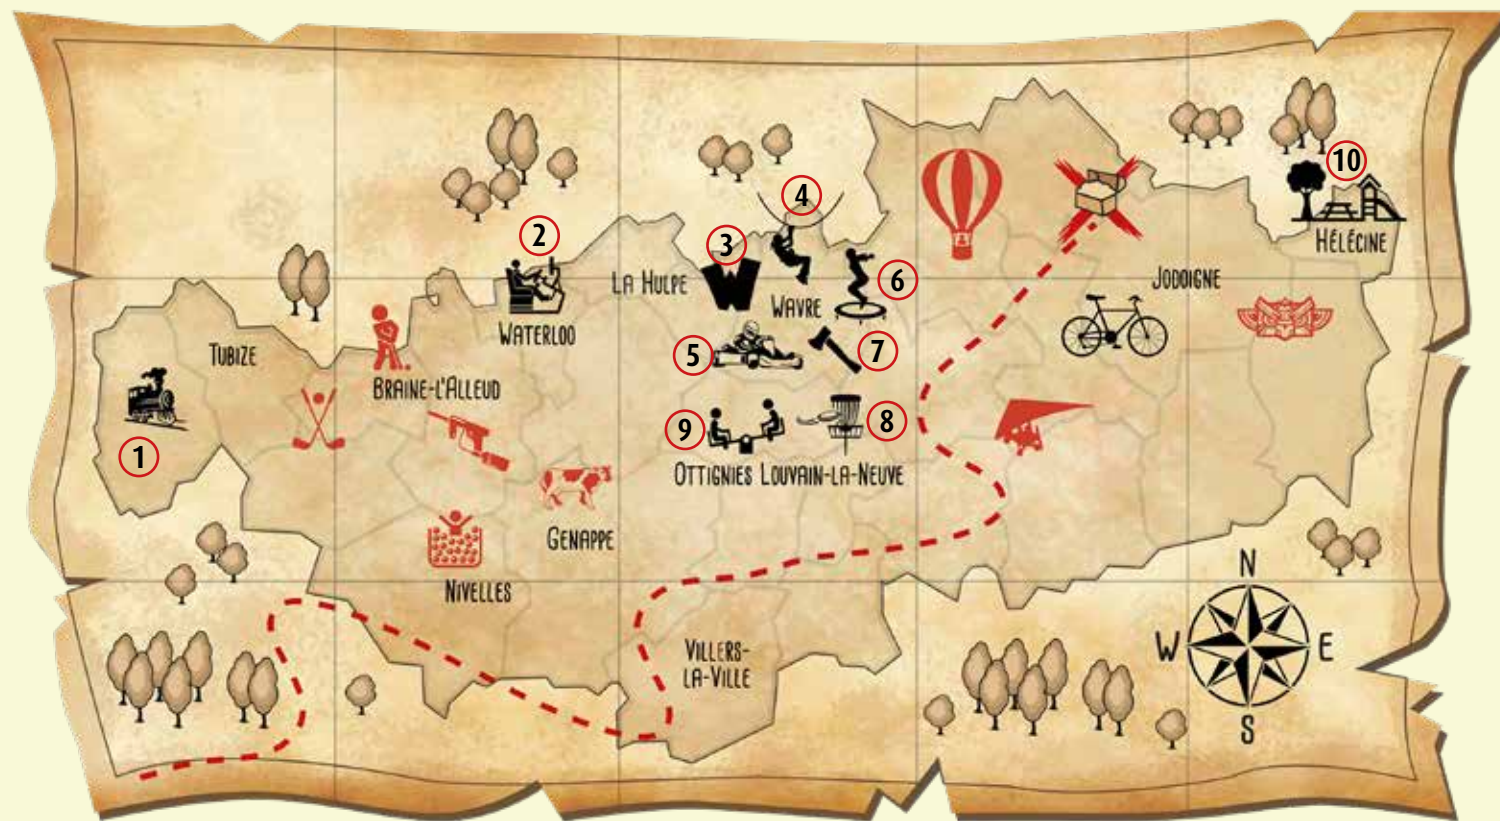 10
4
2
3
HÉLÉCINE
6
LA HULPE
JODOIGNE
W
WAVRE
WATERLOO
5
7
TUBIZE
BRAINE-L'ALLEUD
1
9
8
OTTIGNIES LOUVAIN-LA-NEUVE
GENAPPE
NIVELLES
VILLERS-
LA-VILLE
N
W
E
S